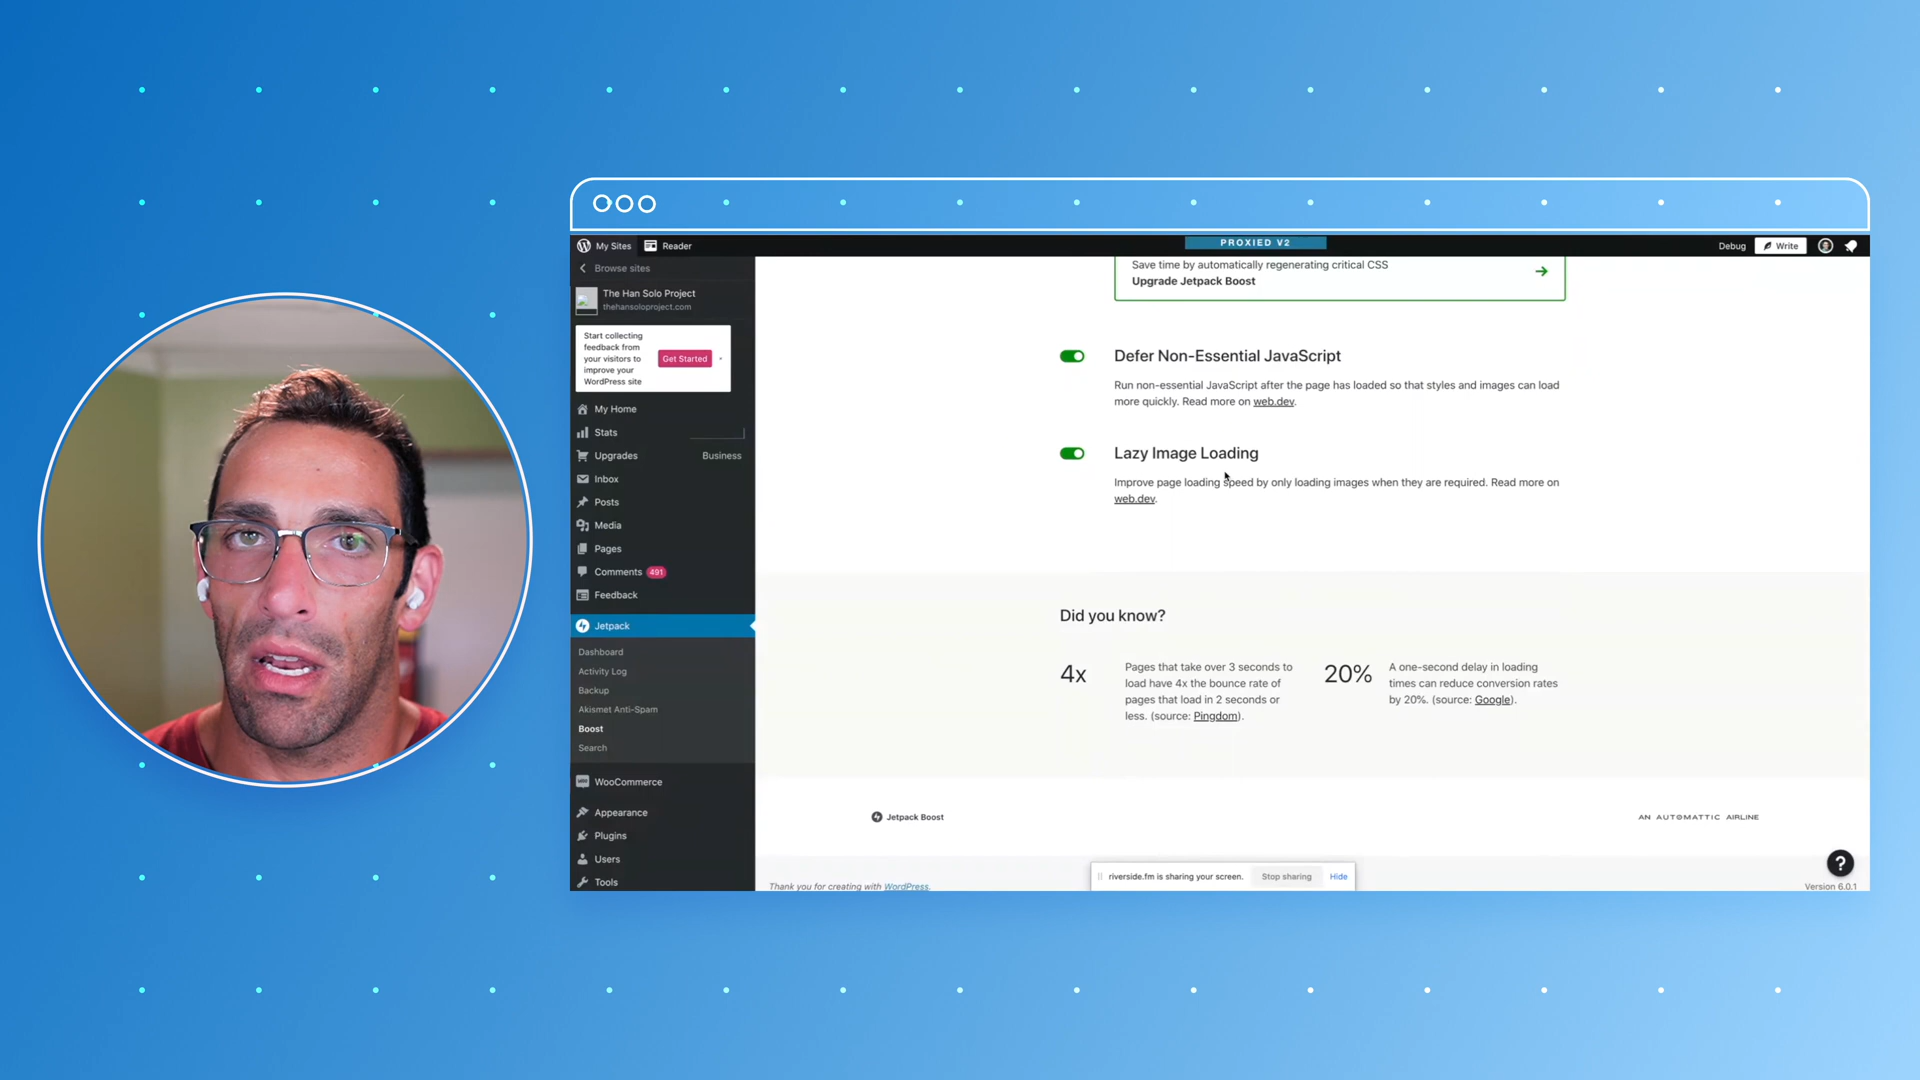 My Sites
Reader
PROXIED V2
Debug
Write
Browse sites
The Han Solo Project
thehansoloproject.com
Start collecting
feedback from
your visitors to
improve your
WordPress site
Get Started
My Home
Stats
Upgrades
Business
Inbox
Posts
Media
Pages
Comments 491
Feedback
Jetpack
Dashboard
Activity Log
Backup
Akismet Anti-Spam
Boost
Search
WooCommerce
Appearance
Plugins
Users
Tools
Save time by automatically regenerating critical CSS
Upgrade Jetpack Boost
Defer Non-Essential JavaScript
Run non-essential JavaScript after the page has loaded so that styles and images can load
more quickly. Read more on web.dev.
Lazy Image Loading
Improve page loading speed by only loading images when they are required. Read more on
web.dev.
Did you know?
4x
Pages that take over 3 seconds to
load have 4x the bounce rate of
pages that load in 2 seconds or
less. (source: Pingdom).
20%
A one-second delay in loading
times can reduce conversion rates
by 20%. (source: Google).
Jetpack Boost
AN AUTOMATTIC AIRLINE
riverside.fm is sharing your screen.
Stop sharing
Hide
?
Thank you for creating with WordPress.
Version 6.0.1